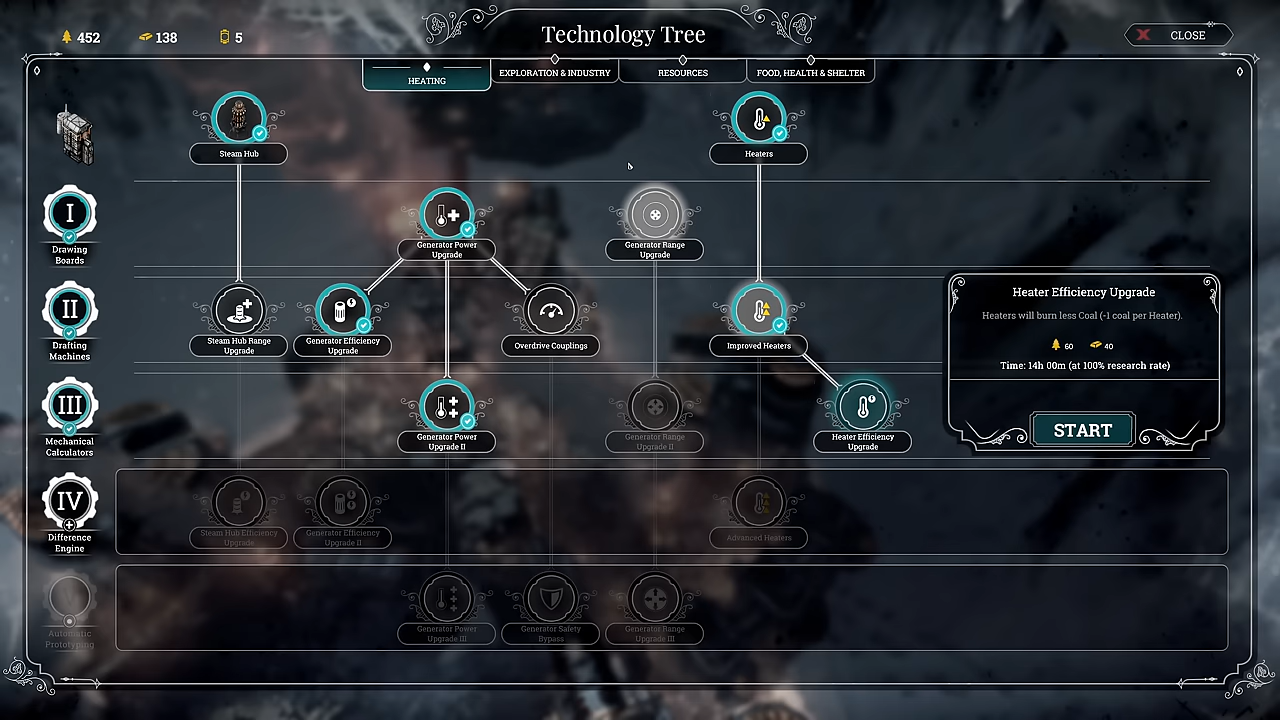 452 138 5
Technology Tree
CLOSE
HEATING
EXPLORATION & INDUSTRY
RESOURCES
FOOD, HEALTH & SHELTER
Steam Hub
Heaters
I
Drawing
Boards
Generator Power
Upgrade
Generator Range
Upgrade
II
Drafting
Machines
Steam Hub Range
Upgrade
Generator Efficiency
Upgrade
Overdrive Couplings
Improved Heaters
III
Mechanical
Calculators
Generator Power
Upgrade II
Generator Range
Upgrade II
Heater Efficiency
Upgrade
Heater Efficiency Upgrade
Heaters will burn less Coal (-1 coal per Heater).
60 40
Time: 14h 00m (at 100% research rate)
START
IV
Difference
Engine
Steam Hub Efficiency
Upgrade
Generator Efficiency
Upgrade II
Advanced Heaters
V
Automatic
Prototyping
Generator Power
Upgrade III
Generator Safety
Bypass
Generator Range
Upgrade III